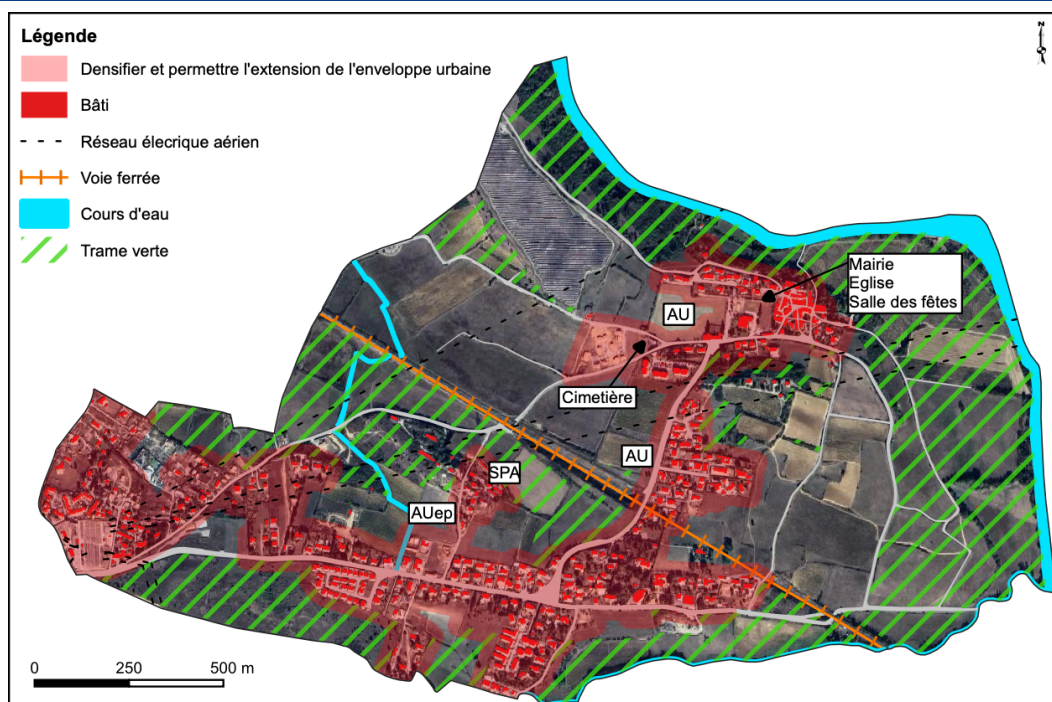 N
Légende
Densifier et permettre l'extension de l'enveloppe urbaine
Bâti
Réseau élecrique aérien
Voie ferrée
Cours d'eau
Trame verte
Mairie
Eglise
Salle des fêtes
AU
Cimetière
AU
SPA
AUep
0 250 500 m